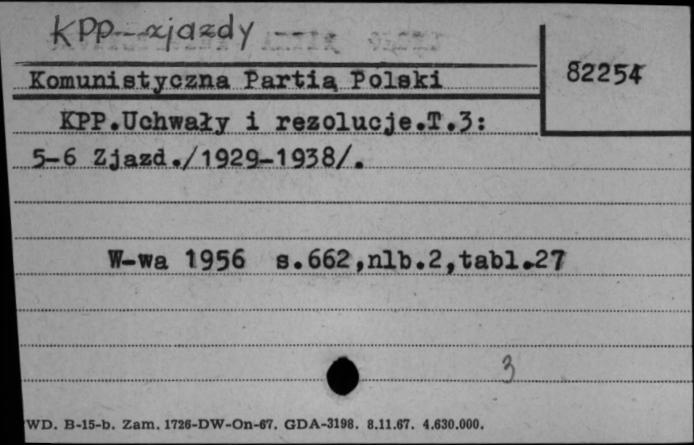 KPP - zjazdy
82254
Komunistyczna Partią Polski
KPP.Uchwały i rezolucje.T.3:
5-6 Zjazd./1929-1938/.
W-wa 1956 s.662,nlb.2,tabl.27
3
WD. B-15-b. Zam. 1726-DW-On-67. GDA-3198. 8.11.67. 4.630.000.